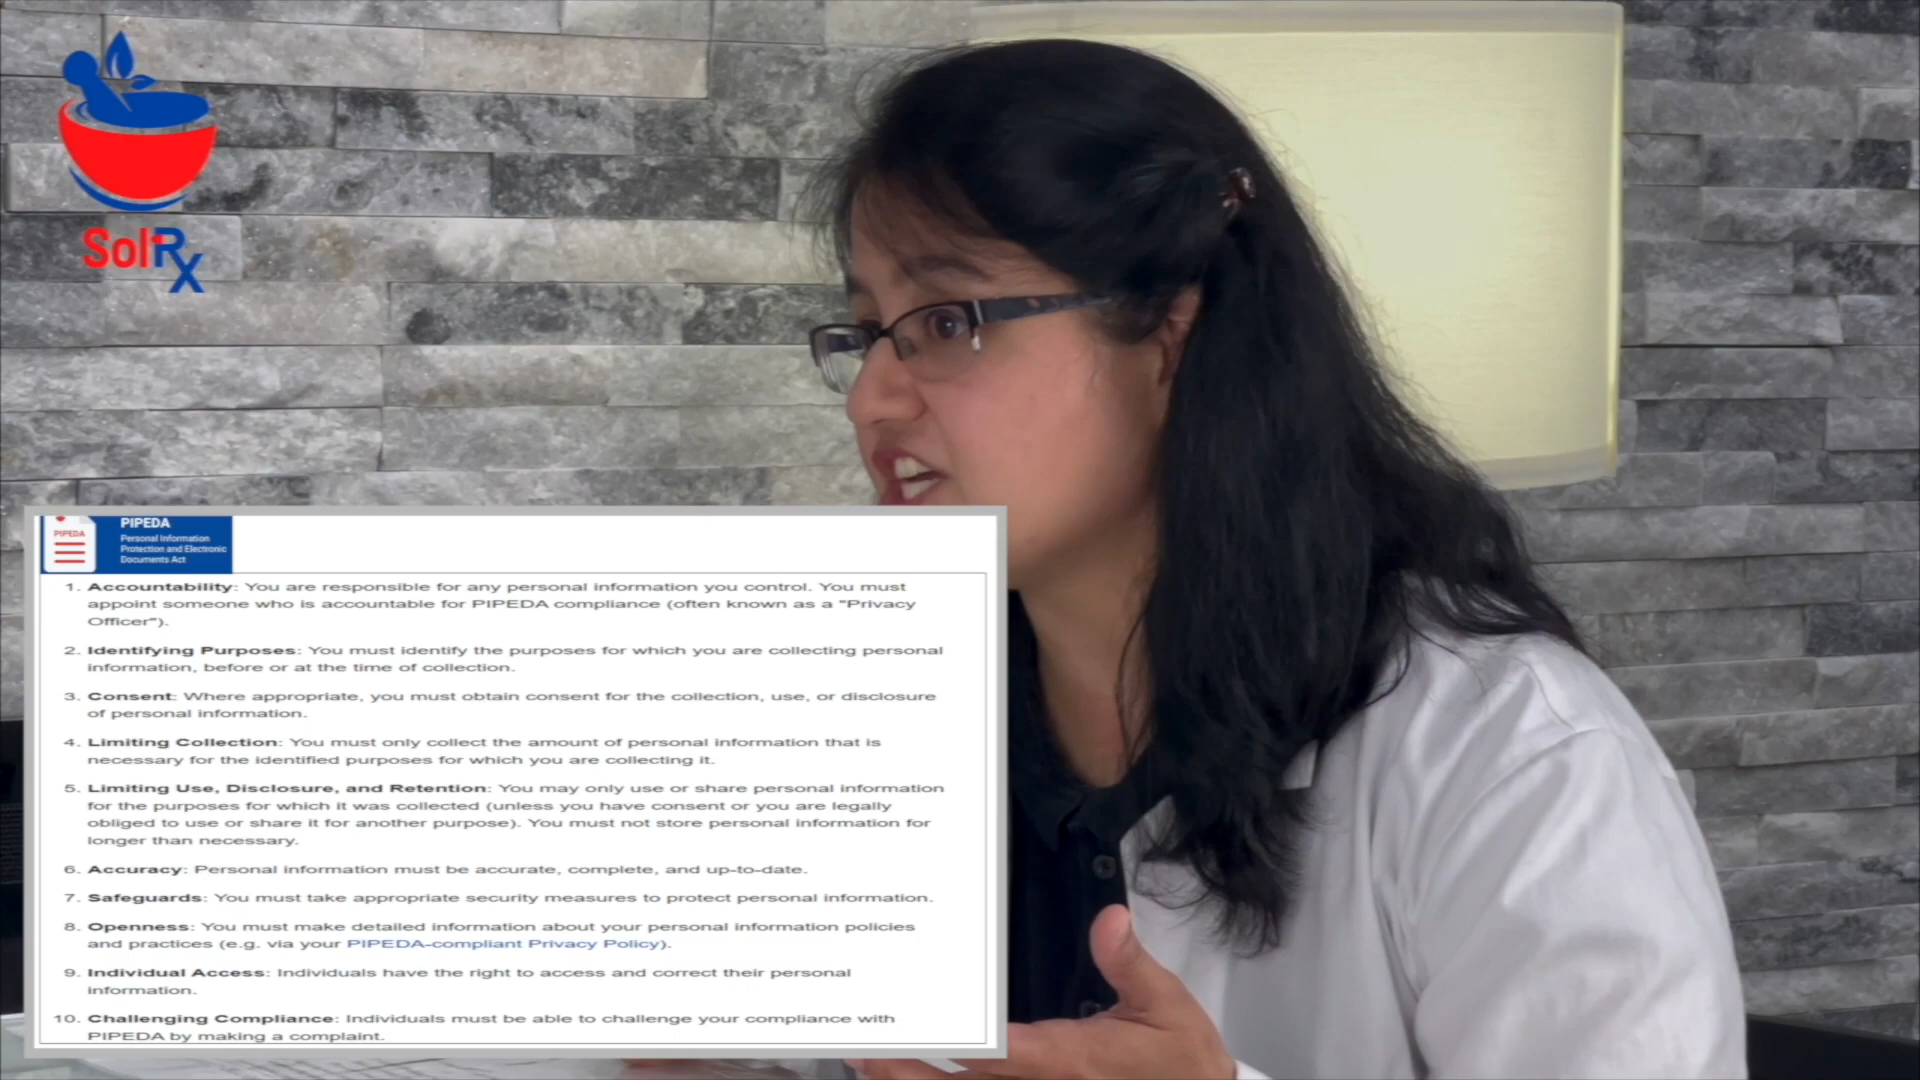 SolRx
PIPEDA
PIPEDA
Personal Information
Protection and Electronic
Documents Act
1. Accountability: You are responsible for any personal information you control. You must
appoint someone who is accountable for PIPEDA compliance (often known as a "Privacy
Officer").
2. Identifying Purposes: You must identify the purposes for which you are collecting personal
information, before or at the time of collection.
3. Consent: Where appropriate, you must obtain consent for the collection, use, or disclosure
of personal information.
4. Limiting Collection: You must only collect the amount of personal information that is
necessary for the identified purposes for which you are collecting it.
5. Limiting Use, Disclosure, and Retention: You may only use or share personal information
for the purposes for which it was collected (unless you have consent or you are legally
obliged to use or share it for another purpose). You must not store personal information for
longer than necessary.
6. Accuracy: Personal information must be accurate, complete, and up-to-date.
7. Safeguards: You must take appropriate security measures to protect personal information.
8. Openness: You must make detailed information about your personal information policies
and practices (e.g. via your PIPEDA-compliant Privacy Policy).
9. Individual Access: Individuals have the right to access and correct their personal
information.
10. Challenging Compliance: Individuals must be able to challenge your compliance with
PIPEDA by making a complaint.